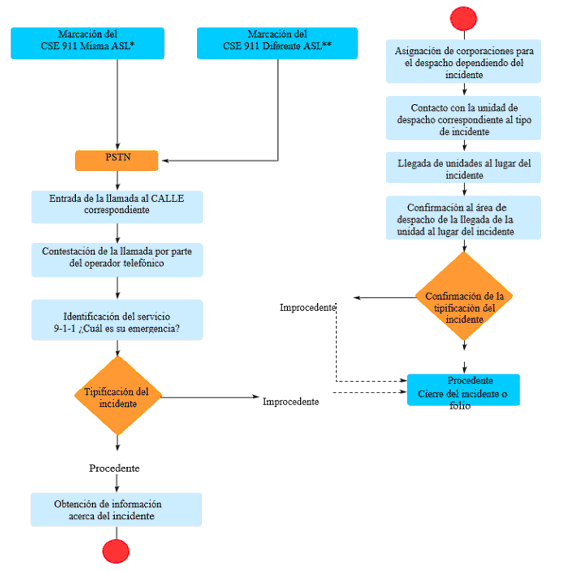 Marcación del
CSE 911 Misma ASL*
Marcación del
CSE 911 Diferente ASL**
PSTN
Entrada de la llamada al CALLE
correspondiente
Contestación de la llamada por parte
del operador telefónico
Identificación del servicio
9-1-1 ¿Cuál es su emergencia?
Tipificación del
incidente
Improcedente
Procedente
Obtención de información
acerca del incidente
Asignación de corporaciones para
el despacho dependiendo del
incidente
Contacto con la unidad de
despacho correspondiente al tipo
de incidente
Llegada de unidades al lugar del
incidente
Confirmación al área de
despacho de la llegada de la
unidad al lugar del incidente
Confirmación de la
tipificación del
incidente
Improcedente
Procedente
Cierre del incidente o
folio